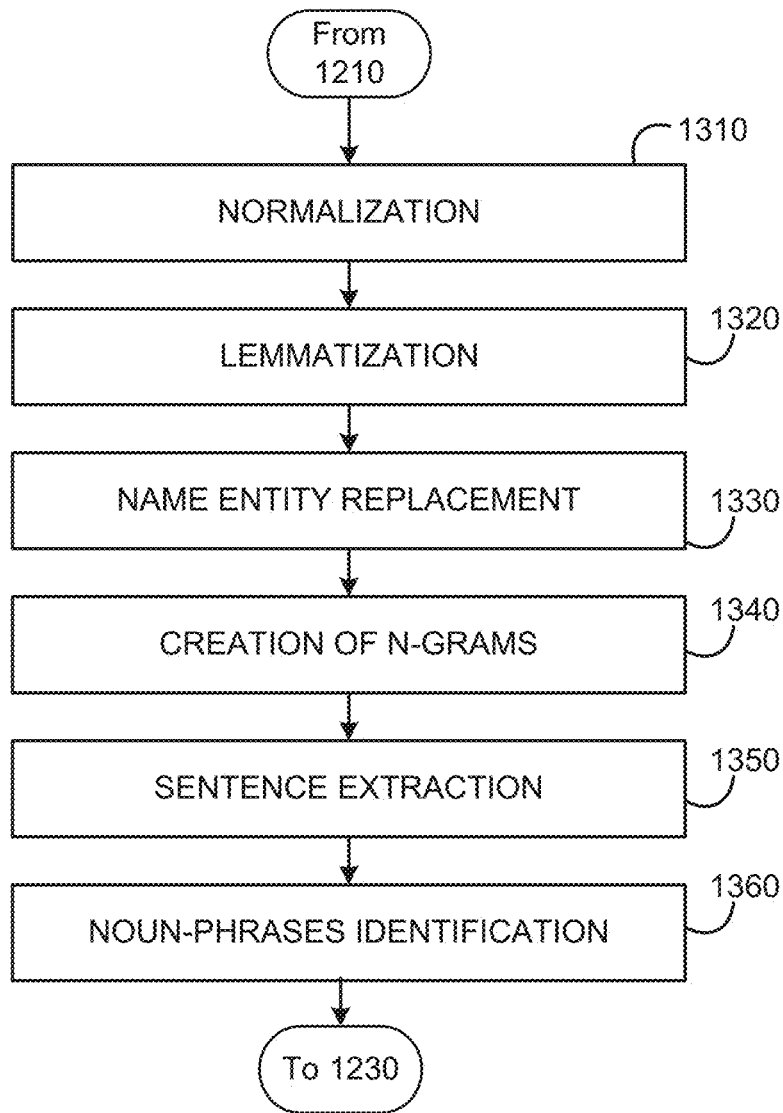 From
1210
1310
NORMALIZATION
1320
LEMMATIZATION
NAME ENTITY REPLACEMENT
1330
1340
CREATION OF N-GRAMS
1350
SENTENCE EXTRACTION
1360
NOUN-PHRASES IDENTIFICATION
To 1230